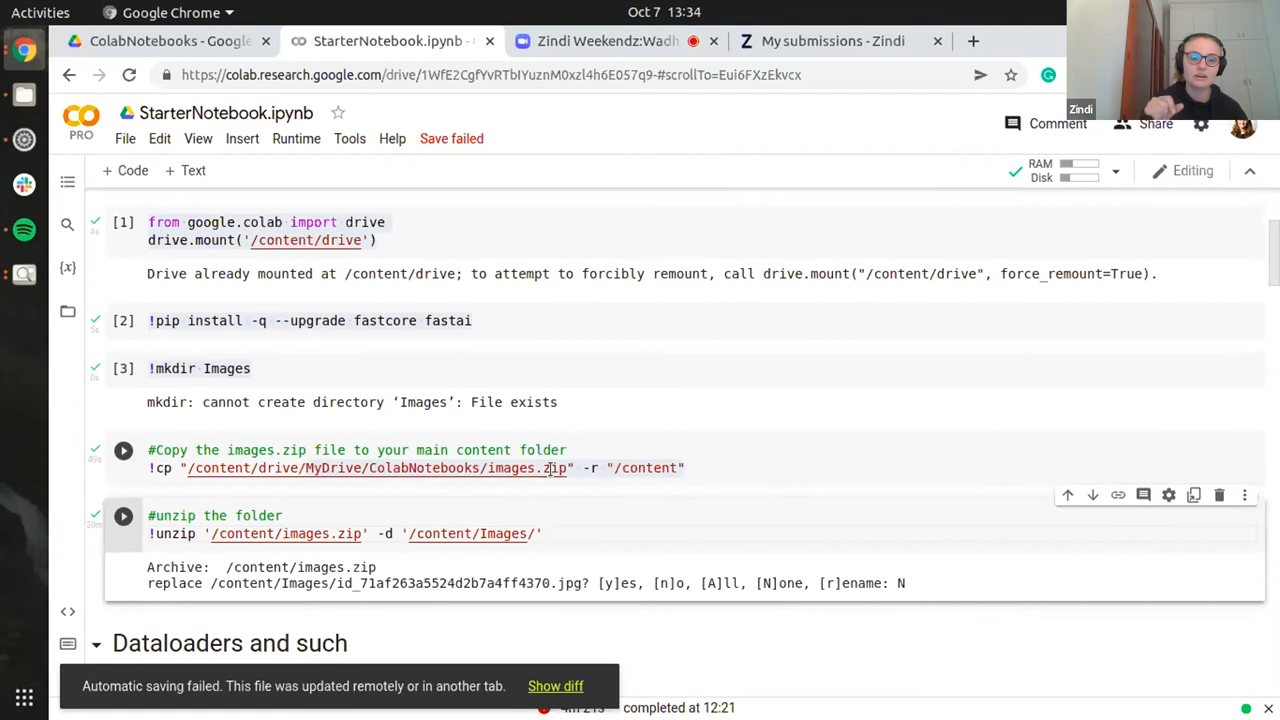 Activities Google Chrome Oct 7 13:34
ColabNotebooks - Google
StarterNotebook.ipynb -
Zindi Weekendz:Wadh
My submissions - Zindi
https://colab.research.google.com/drive/1WfE2CgfYvRTbIYuznM0xzl4h6E057q9-#scrollTo=Eui6FXzEkvcx
Zindi
StarterNotebook.ipynb
PRO
File Edit View Insert Runtime Tools Help Save failed
Comment Share
+ Code + Text
RAM
Disk
Editing
[1] from google.colab import drive
4s
drive.mount('/content/drive')
Drive already mounted at /content/drive; to attempt to forcibly remount, call drive.mount("/content/drive", force_remount=True).
[2] !pip install -q --upgrade fastcore fastai
5s
[3] !mkdir Images
0s
mkdir: cannot create directory ‘Images’: File exists
#Copy the images.zip file to your main content folder
49s
!cp "/content/drive/MyDrive/ColabNotebooks/images.zip" -r "/content"
#unzip the folder
20m
!unzip '/content/images.zip' -d '/content/Images/'
Archive: /content/images.zip
replace /content/Images/id_71af263a5524d2b7a4ff4370.jpg? [y]es, [n]o, [A]ll, [N]one, [r]ename: N
Dataloaders and such
Automatic saving failed. This file was updated remotely or in another tab. Show diff
4m 21s completed at 12:21